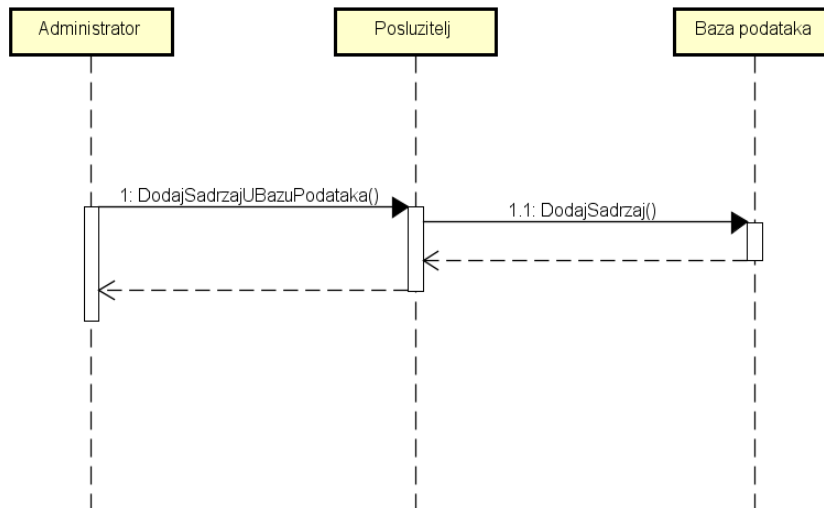 Administrator
Posluzitelj
Baza podataka
1: DodajSadrzajUBazuPodataka()
1.1: DodajSadrzaj()